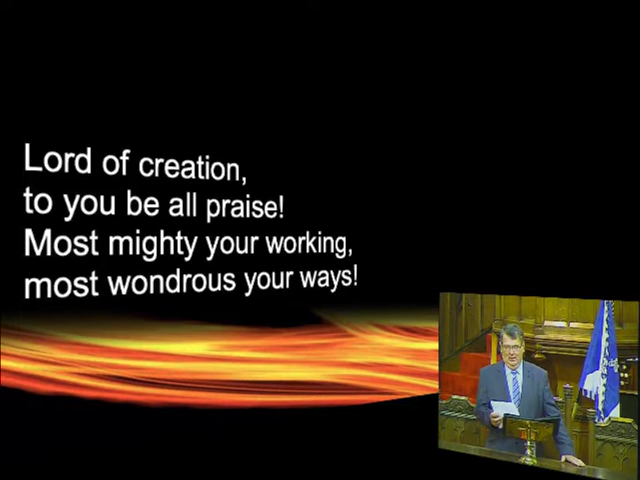 Lord of creation,
to you be all praise!
Most mighty your working,
most wondrous your ways!